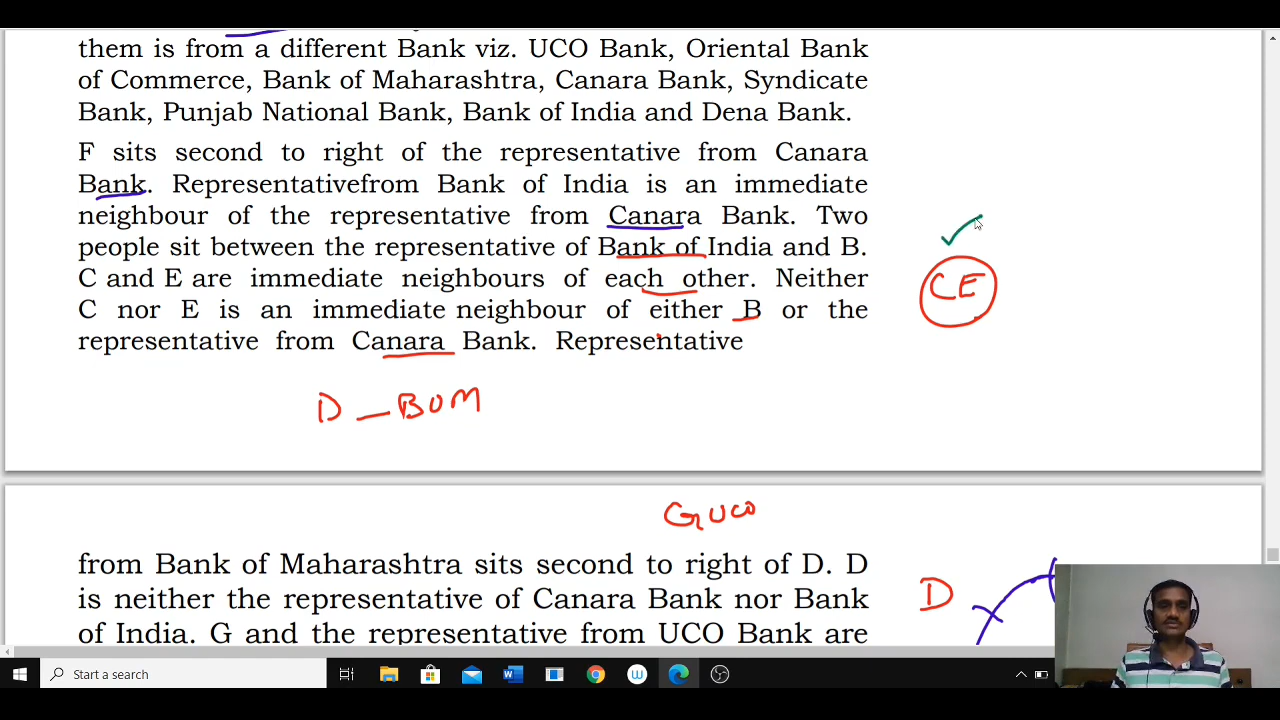 them is from a different Bank viz. UCO Bank, Oriental Bank
of Commerce, Bank of Maharashtra, Canara Bank, Syndicate
Bank, Punjab National Bank, Bank of India and Dena Bank.
F sits second to right of the representative from Canara
Bank. Representativefrom Bank of India is an immediate
neighbour of the representative from Canara Bank. Two
people sit between the representative of Bank of India and B.
C and E are immediate neighbours of each other. Neither
C nor E is an immediate neighbour of either B or the
representative from Canara Bank. Representative
C E
D — BOM
G UCO
from Bank of Maharashtra sits second to right of D. D
is neither the representative of Canara Bank nor Bank
D
of India. G and the representative from UCO Bank are
Start a search